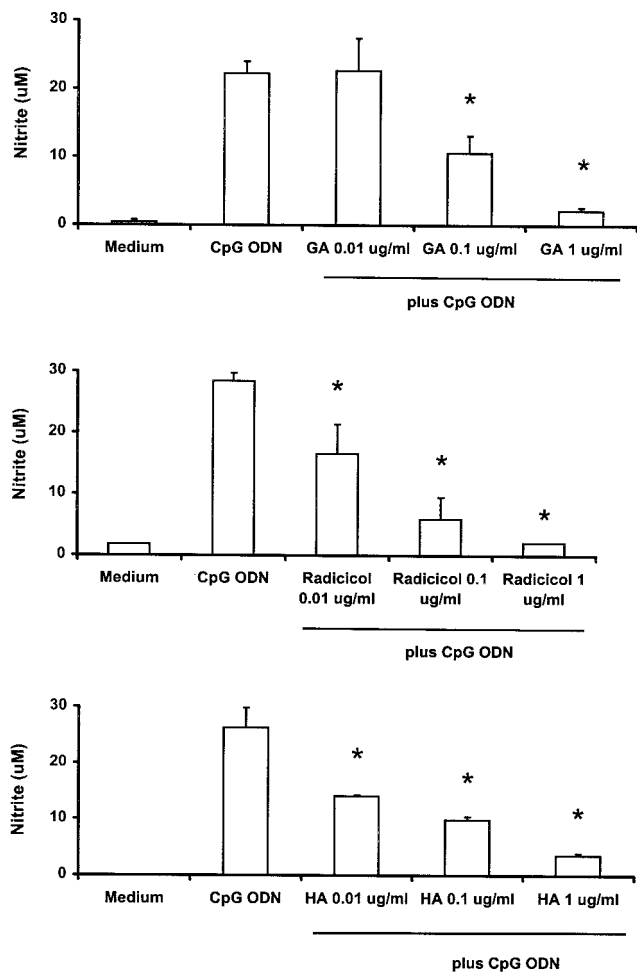 30
20
10
0
Nitrite (uM)
*
*
Medium CpG ODN GA 0.01 ug/ml GA 0.1 ug/ml GA 1 ug/ml
plus CpG ODN
30
20
10
0
Nitrite (uM)
*
*
*
Medium CpG ODN Radicicol Radicicol 0.1 Radicicol 1
0.01 ug/ml ug/ml ug/ml
plus CpG ODN
30
20
10
0
Nitrite (uM)
*
*
*
Medium CpG ODN HA 0.01 ug/ml HA 0.1 ug/ml HA 1 ug/ml
plus CpG ODN